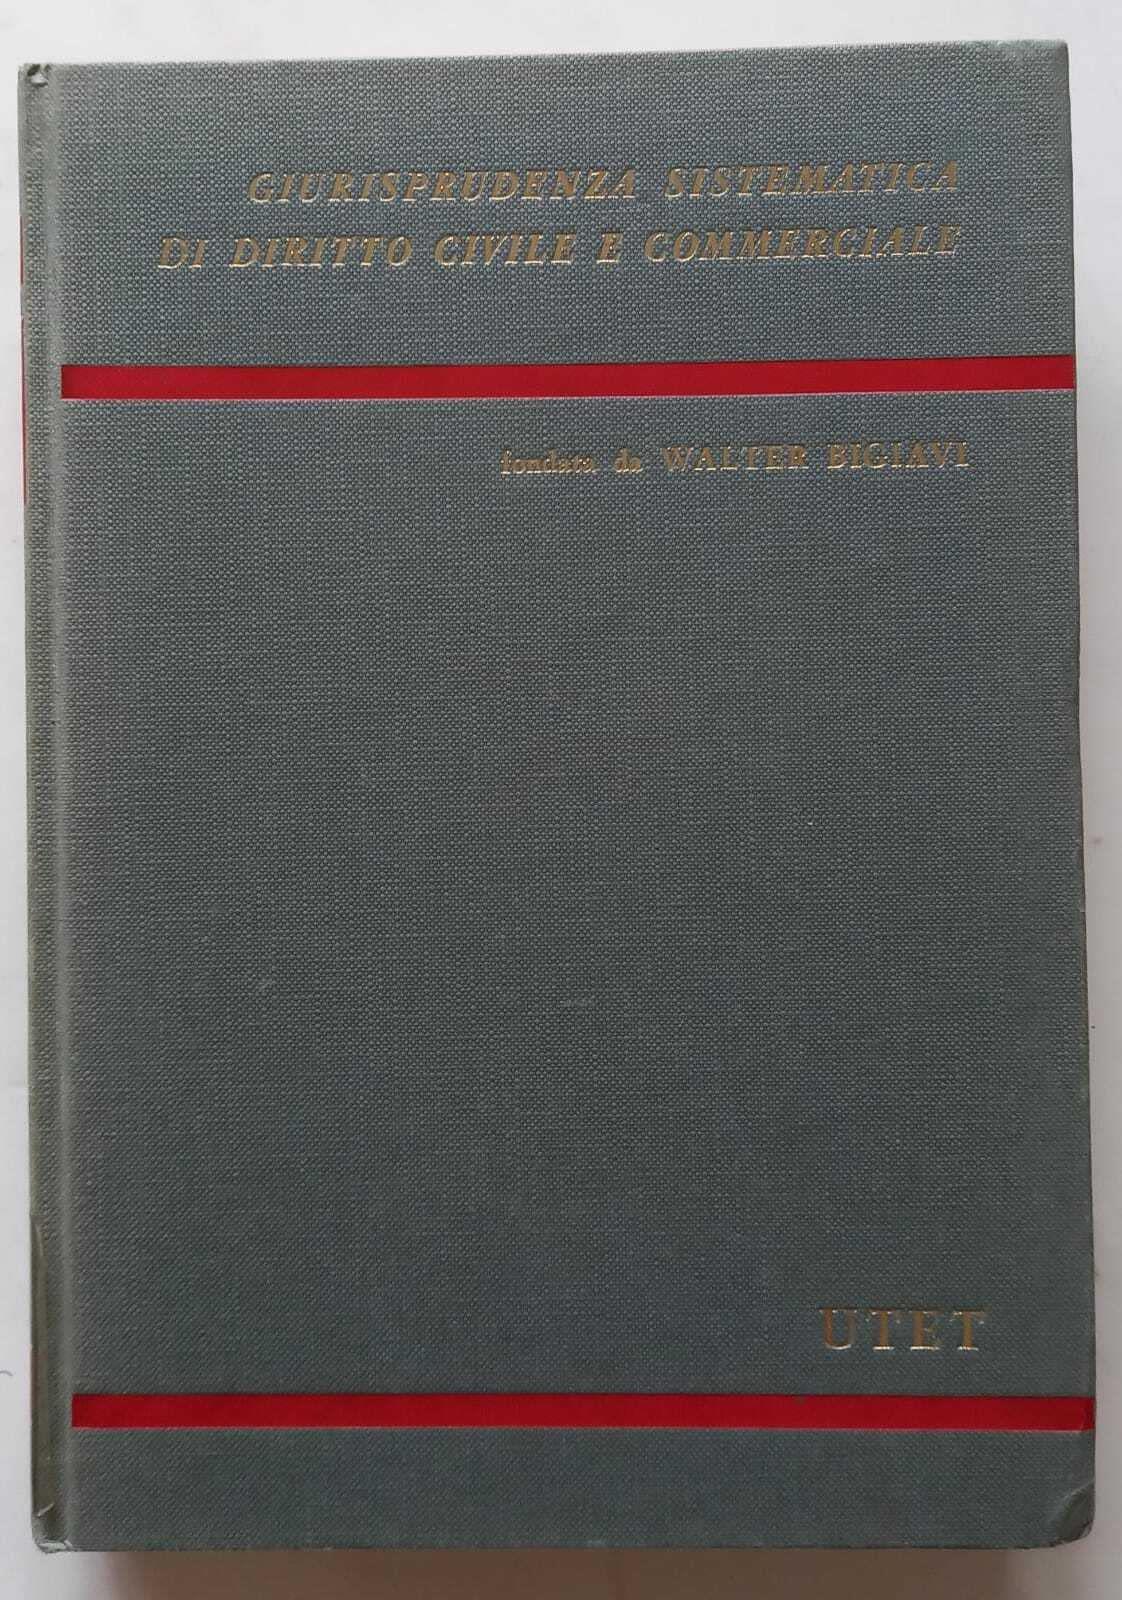 GIURISPRUDENZA SISTEMATICA
DI DIRITTO CIVILE E COMMERCIALE
fondata da WALTER BIGIAVI
UTET